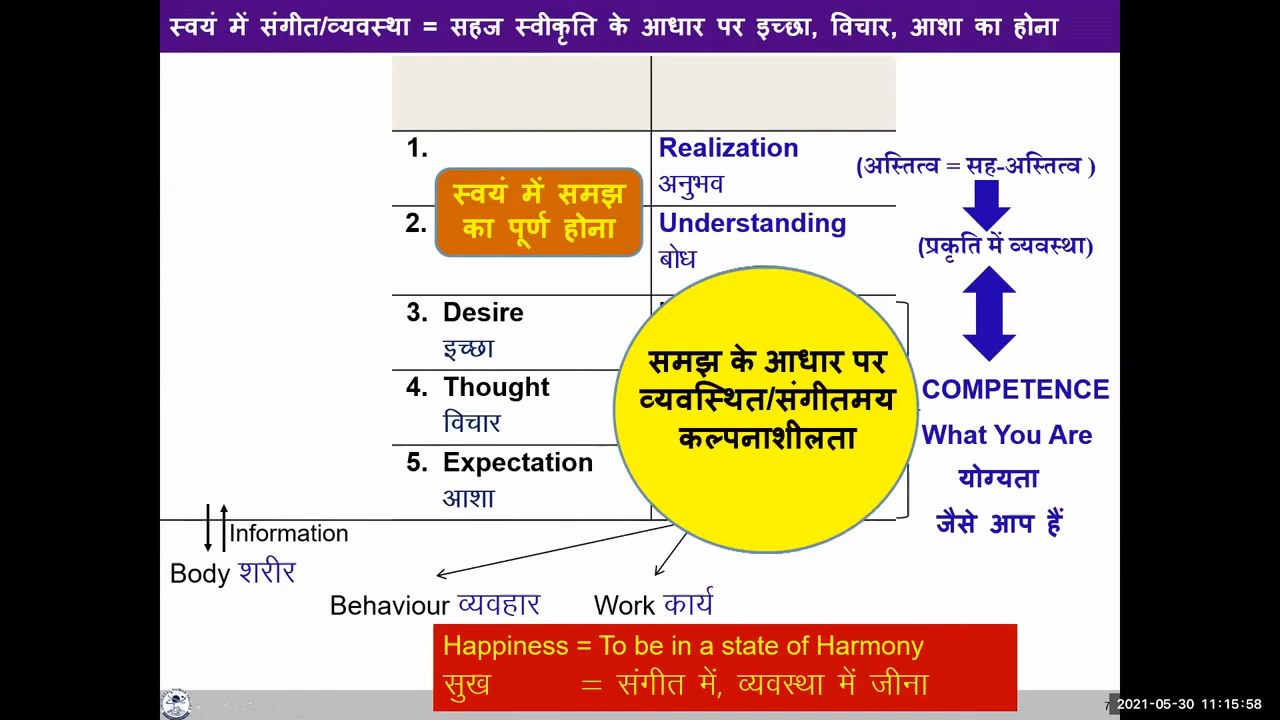 स्वयं में संगीत/व्यवस्था = सहज स्वीकृति के आधार पर इच्छा, विचार, आशा का होना
1.
Realization
अनुभव
(अस्तित्व = सह-अस्तित्व )
स्वयं में समझ
का पूर्ण होना
2.
Understanding
बोध
(प्रकृति में व्यवस्था)
3. Desire
इच्छा
4. Thought
विचार
5. Expectation
आशा
समझ के आधार पर
व्यवस्थित/संगीतमय
कल्पनाशीलता
COMPETENCE
What You Are
योग्यता
जैसे आप हैं
Information
Body शरीर
Behaviour व्यवहार
Work कार्य
Happiness = To be in a state of Harmony
सुख = संगीत में, व्यवस्था में जीना
2021-05-30 11:15:58